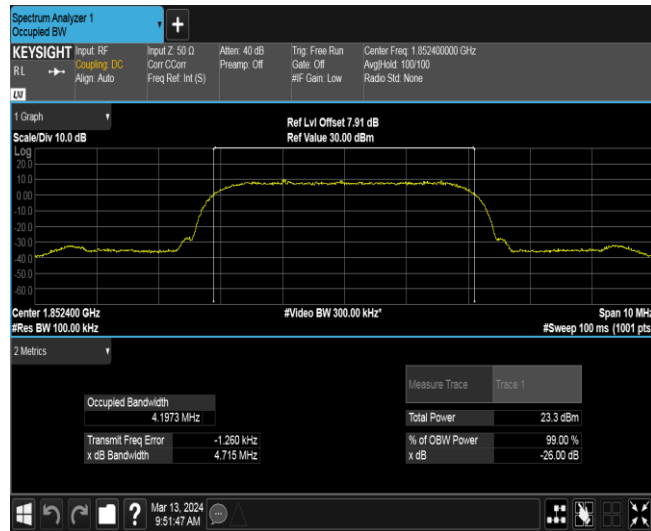 Spectrum Analyzer 1
Occupied BW
+
KEYSIGHT
RL
LXI
Input: RF
Coupling: DC
Align: Auto
Input Z: 50 Ω
Corr CCorr
Freq Ref: Int (S)
Atten: 40 dB
Preamp: Off
Trig: Free Run
Gate: Off
#IF Gain: Low
Center Freq: 1.852400000 GHz
Avg|Hold: 100/100
Radio Std: None
1 Graph
Scale/Div 10.0 dB
Ref Lvl Offset 7.91 dB
Ref Value 30.00 dBm
Log
20.0
10.0
0.00
-10.0
-20.0
-30.0
-40.0
-50.0
-60.0
Center 1.852400 GHz
#Video BW 300.00 kHz*
Span 10 MHz
#Res BW 100.00 kHz
#Sweep 100 ms (1001 pts
2 Metrics
Measure Trace Trace 1
Occupied Bandwidth
4.1973 MHz
Total Power 23.3 dBm
Transmit Freq Error -1.260 kHz
% of OBW Power 99.00 %
x dB Bandwidth 4.715 MHz
x dB -26.00 dB
?
Mar 13, 2024
9:51:47 AM